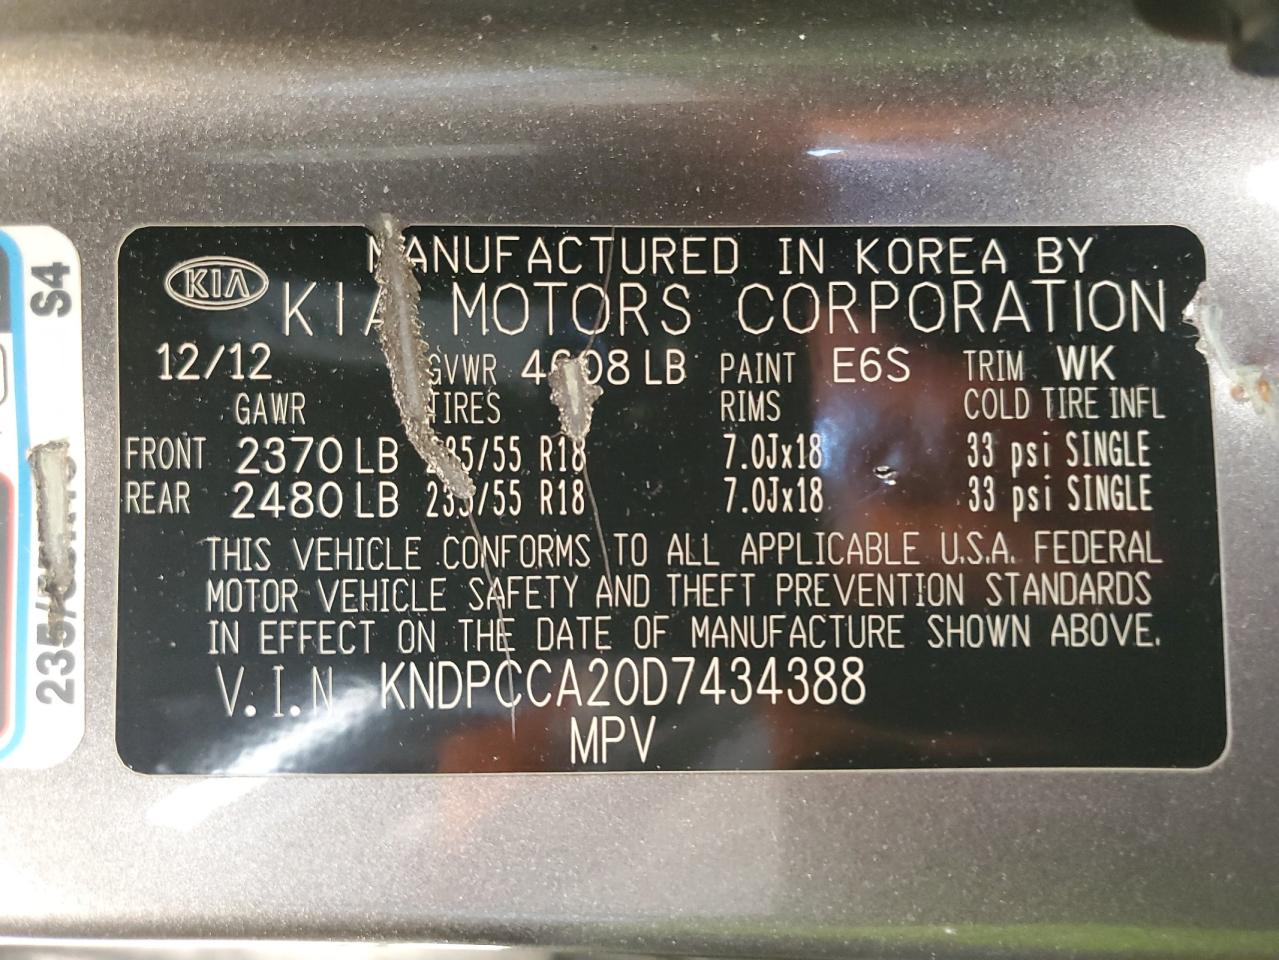 MANUFACTURED IN KOREA BY
KIA
KIA MOTORS CORPORATION
12/12 GVWR LB PAINT E6S TRIM WK
GAWR TIRES RIMS COLD TIRE INFL
FRONT 2370 LB 235/55 R18 7.0Jx18 33 psi SINGLE
REAR 2480 LB 235/55 R18 7.0Jx18 33 psi SINGLE
THIS VEHICLE CONFORMS TO ALL APPLICABLE U.S.A. FEDERAL
MOTOR VEHICLE SAFETY AND THEFT PREVENTION STANDARDS
IN EFFECT ON THE DATE OF MANUFACTURE SHOWN ABOVE.
V.I.N KNDPCCA20D7434388
MPV
S4